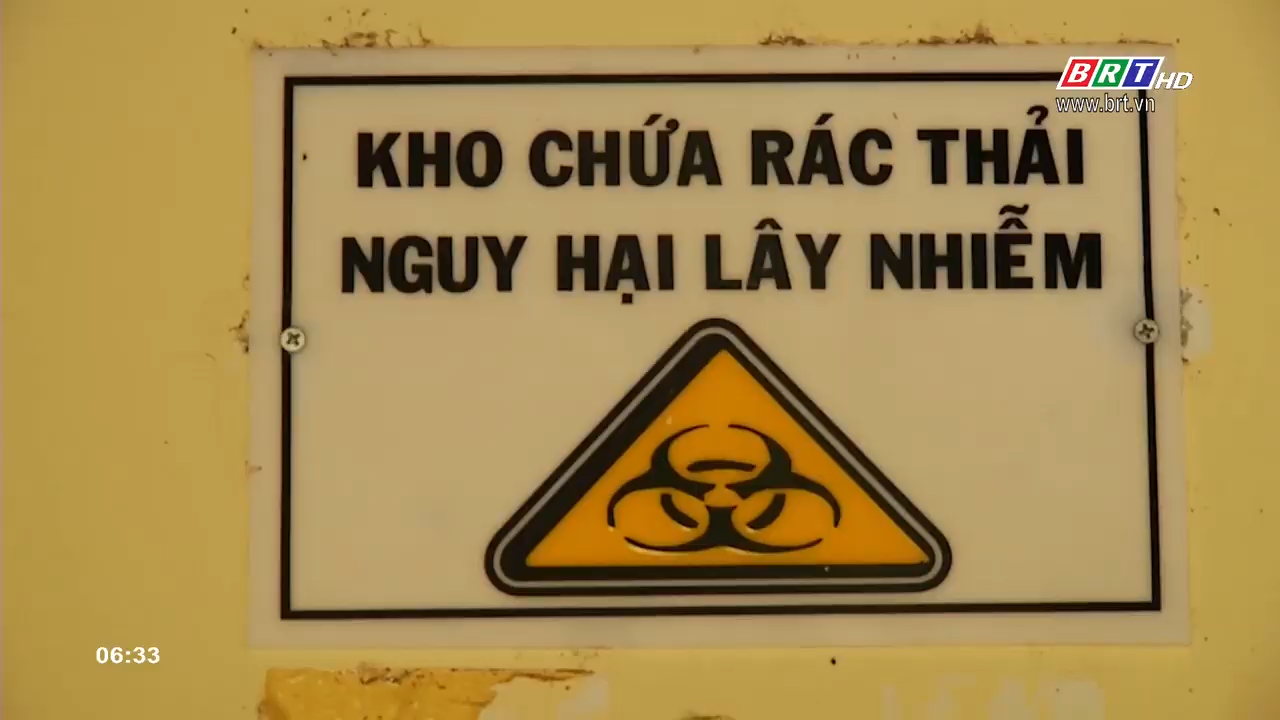 BRT HD
www.brt.vn
KHO CHỨA RÁC THẢI
NGUY HẠI LÂY NHIỄM
06:33